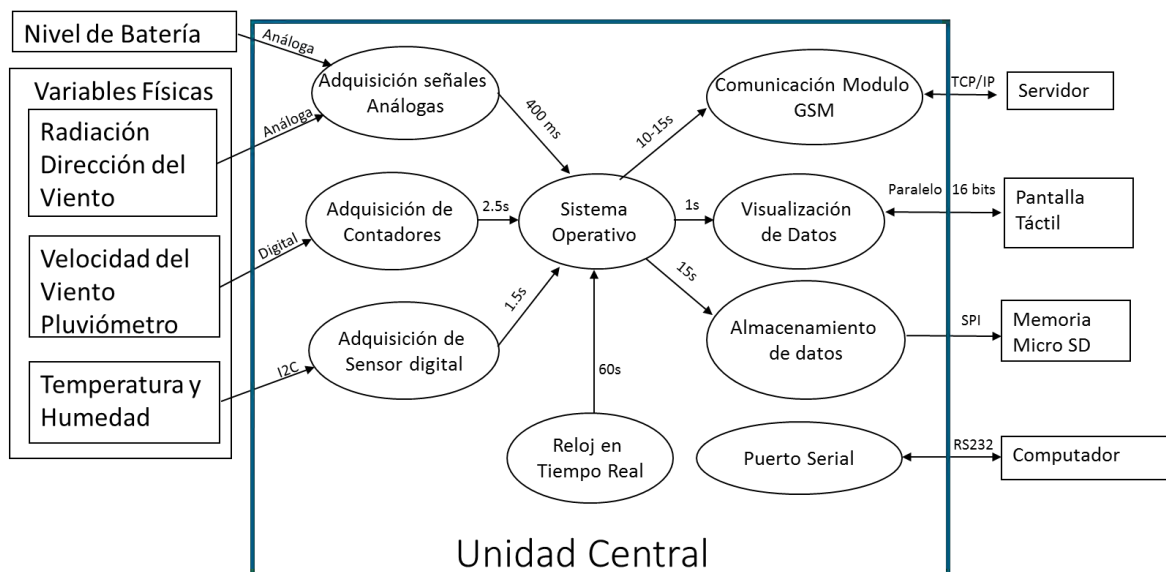 Nivel de Batería
Análoga
Variables Físicas
Radiación
Dirección del
Viento
Análoga
Velocidad del
Viento
Pluviómetro
Digital
Temperatura y
Humedad
I2C
Adquisición señales
Análogas
400 ms
Adquisición de
Contadores
2.5s
Adquisición de
Sensor digital
1.5s
Sistema
Operativo
60s
Reloj en
Tiempo Real
10-15s
Comunicación Modulo
GSM
TCP/IP
Servidor
1s
Visualización
de Datos
Paralelo 16 bits
Pantalla
Táctil
15s
Almacenamiento
de datos
SPI
Memoria
Micro SD
Puerto Serial
RS232
Computador
Unidad Central